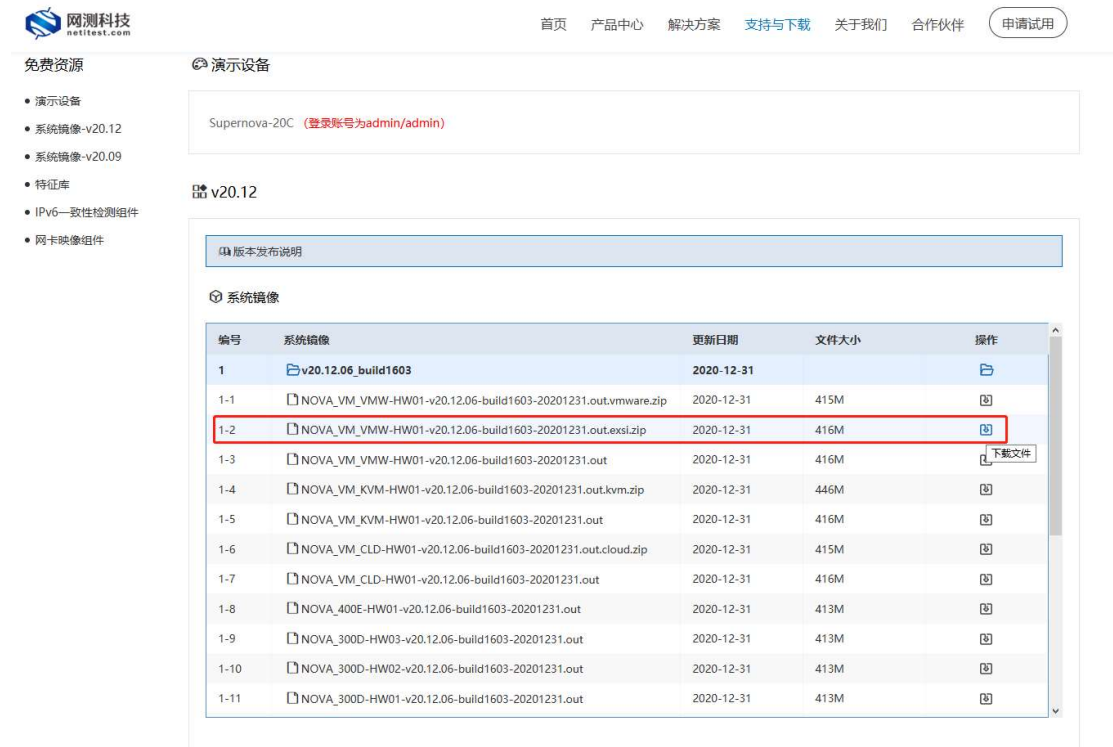 网测科技
netitest.com
首页 产品中心 解决方案 支持与下载 关于我们 合作伙伴 申请试用
免费资源
演示设备
系统镜像-v20.12
系统镜像-v20.09
特征库
IPv6一致性检测组件
网卡映像组件
演示设备
Supernova-20C (登录账号为admin/admin)
v20.12
版本发布说明
系统镜像
编号 系统镜像 更新日期 文件大小 操作
1 v20.12.06_build1603 2020-12-31
1-1 NOVA_VM_VMW-HW01-v20.12.06-build1603-20201231.out.vmware.zip 2020-12-31 415M
1-2 NOVA_VM_VMW-HW01-v20.12.06-build1603-20201231.out.exsi.zip 2020-12-31 416M
下载文件
1-3 NOVA_VM_VMW-HW01-v20.12.06-build1603-20201231.out 2020-12-31 416M
1-4 NOVA_VM_KVM-HW01-v20.12.06-build1603-20201231.out.kvm.zip 2020-12-31 446M
1-5 NOVA_VM_KVM-HW01-v20.12.06-build1603-20201231.out 2020-12-31 416M
1-6 NOVA_VM_CLD-HW01-v20.12.06-build1603-20201231.out.cloud.zip 2020-12-31 415M
1-7 NOVA_VM_CLD-HW01-v20.12.06-build1603-20201231.out 2020-12-31 416M
1-8 NOVA_400E-HW01-v20.12.06-build1603-20201231.out 2020-12-31 413M
1-9 NOVA_300D-HW03-v20.12.06-build1603-20201231.out 2020-12-31 413M
1-10 NOVA_300D-HW02-v20.12.06-build1603-20201231.out 2020-12-31 413M
1-11 NOVA_300D-HW01-v20.12.06-build1603-20201231.out 2020-12-31 413M